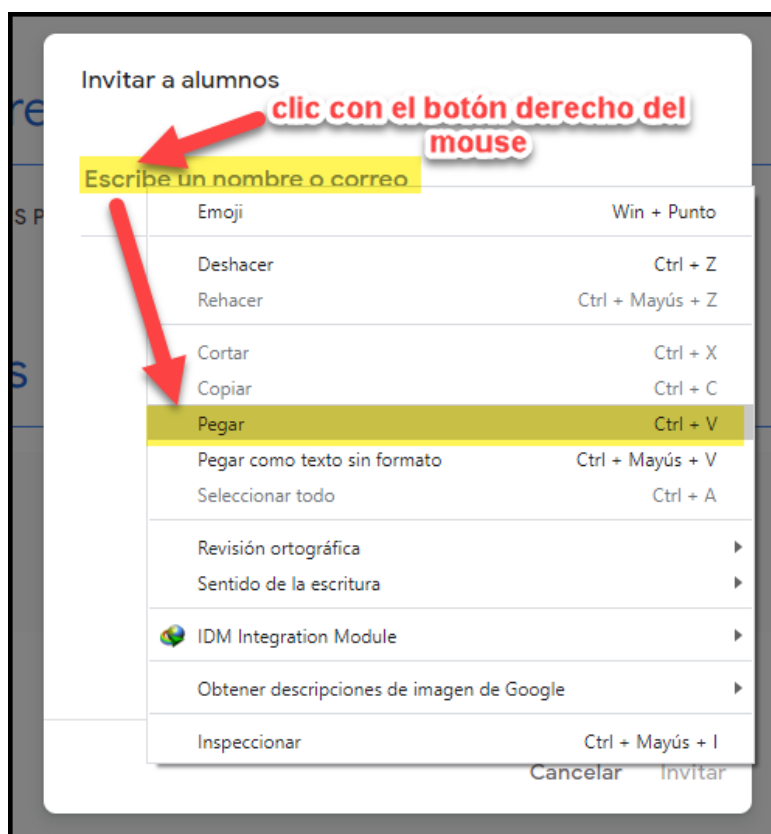 Invitar a alumnos
clic con el botón derecho del
mouse
re
Escribe un nombre o correo
S P
Emoji Win + Punto
Deshacer Ctrl + Z
Rehacer Ctrl + Mayús + Z
s
Cortar Ctrl + X
Copiar Ctrl + C
Pegar Ctrl + V
Pegar como texto sin formato Ctrl + Mayús + V
Seleccionar todo Ctrl + A
Revisión ortográfica
Sentido de la escritura
IDM Integration Module
Obtener descripciones de imagen de Google
Inspeccionar Ctrl + Mayús + I
Cancelar Invitar